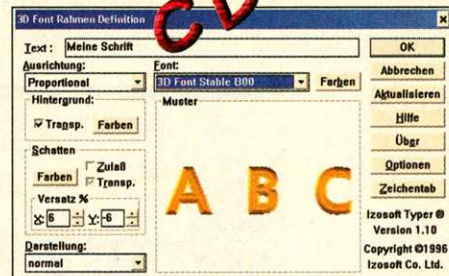 CD
3D Font Rahmen Definition
Text : Meine Schrift
Ausrichtung:
Proportional
Font:
3D Font Stable B00
Farben
Hintergrund:
Transp. Farben
Schatten
Farben
Zulaß
Transp.
Versatz %
X: 6 Y: -6
Darstellung:
normal
Muster
A B C
OK
Abbrechen
Aktualisieren
Hilfe
Über
Optionen
Zeichentab
Izosoft Typer ®
Version 1.10
Copyright ©1996
Izosoft Co. Ltd.